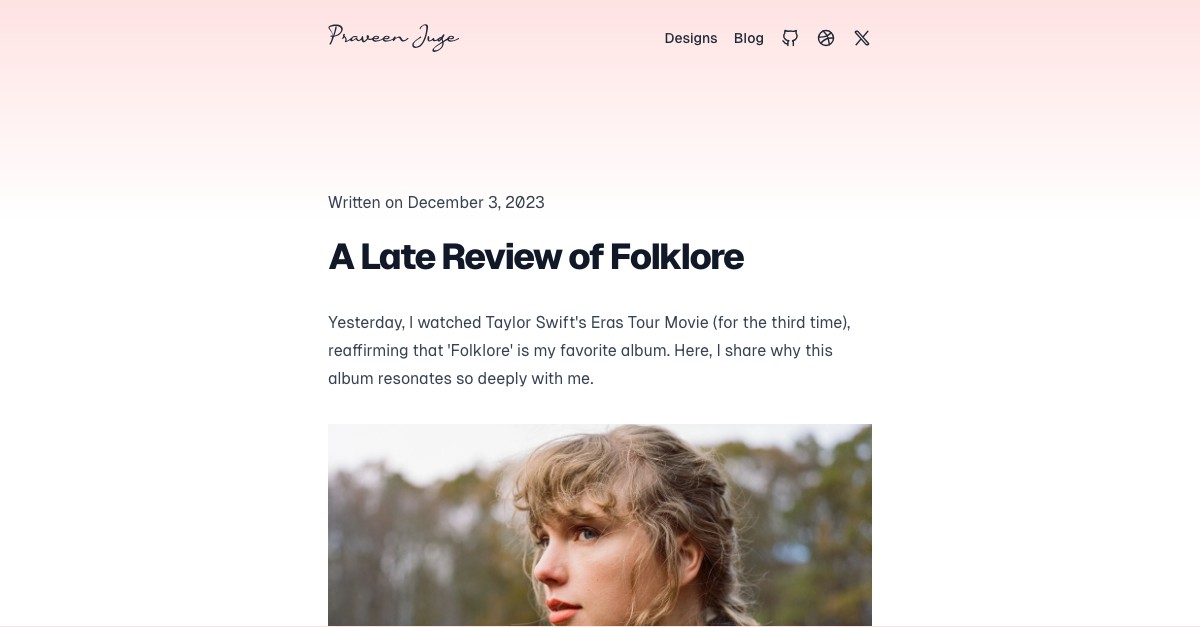 Praveen Juge
Designs Blog
Written on December 3, 2023
A Late Review of Folklore
Yesterday, I watched Taylor Swift's Eras Tour Movie (for the third time),
reaffirming that 'Folklore' is my favorite album. Here, I share why this
album resonates so deeply with me.